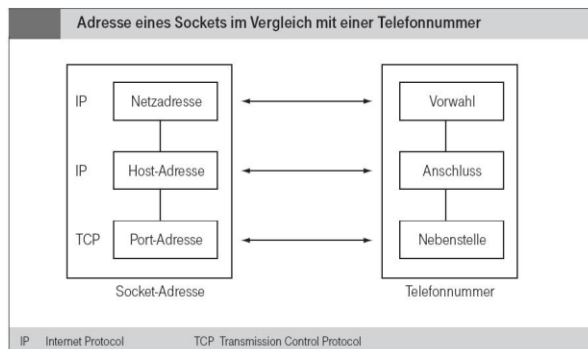 Adresse eines Sockets im Vergleich mit einer Telefonnummer
IP Netzadresse Vorwahl
IP Host-Adresse Anschluss
TCP Port-Adresse Nebenstelle
Socket-Adresse Telefonnummer
IP Internet Protocol TCP Transmission Control Protocol